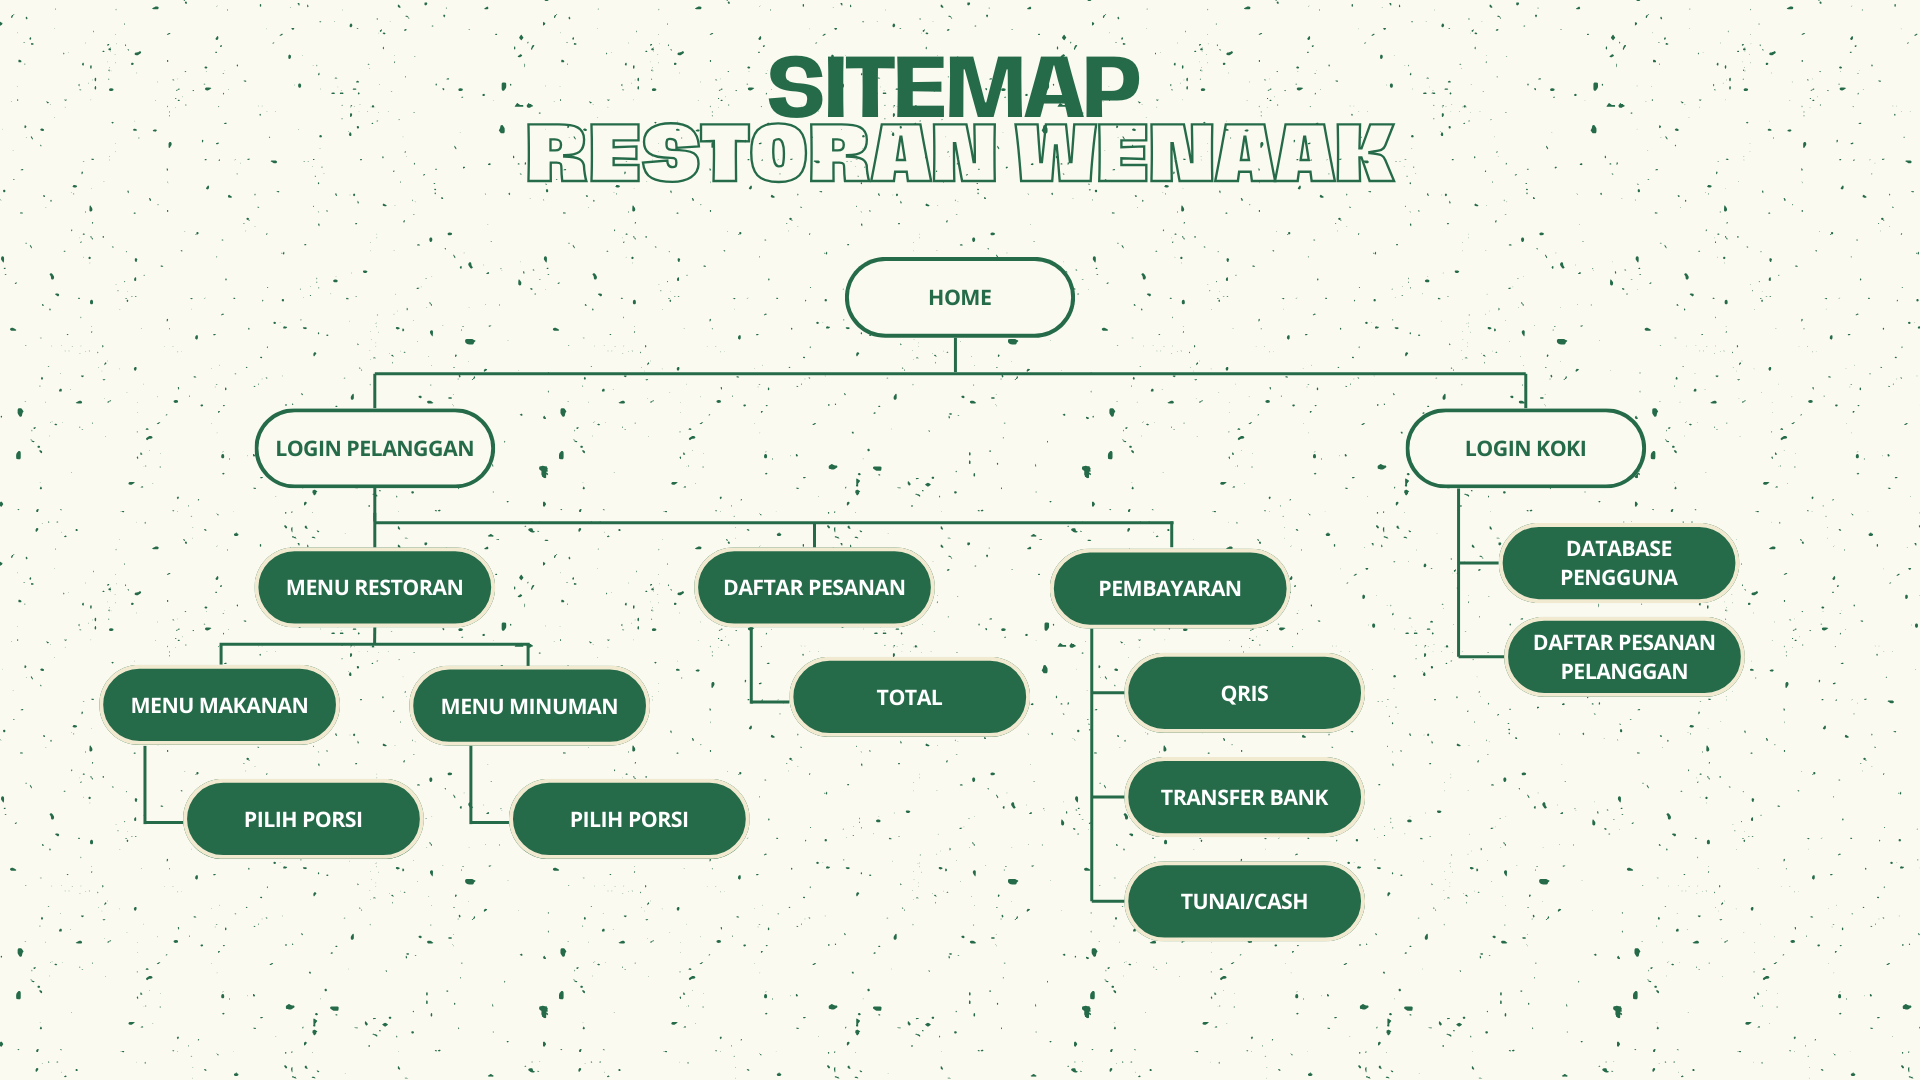 SITEMAP
RESTORAN WENAAK
HOME
LOGIN PELANGGAN
LOGIN KOKI
MENU RESTORAN
DAFTAR PESANAN
PEMBAYARAN
DATABASE
PENGGUNA
DAFTAR PESANAN
PELANGGAN
MENU MAKANAN
MENU MINUMAN
TOTAL
QRIS
PILIH PORSI
PILIH PORSI
TRANSFER BANK
TUNAI/CASH